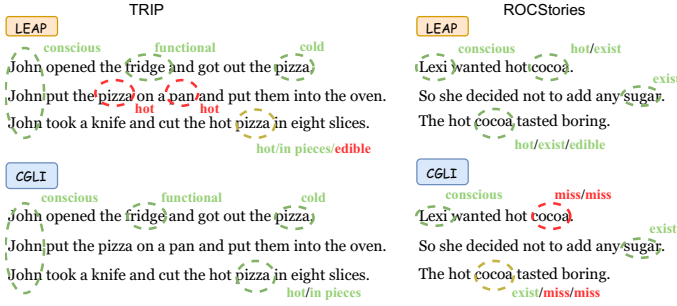 TRIP
LEAP
conscious functional cold
John opened the fridge and got out the pizza.
John put the pizza on a and put them into the oven.
hot hot
John took a knife and cut the hot pizza in eight slices.
hot/in pieces/edible
CGLI
conscious functional cold
John opened the fridge and got out the pizza.
John put the pizza on a pan and put them into the oven.
John took a knife and cut the hot pizza in eight slices.
hot/in pieces
ROCStories
LEAP
conscious hot/exist
Lexi wanted hot cocoa.
exist
So she decided not to add any sugar.
The hot cocoa tasted boring.
hot/exist/edible
CGLI
conscious miss/miss
Lexi wanted hot cocoa.
exist
So she decided not to add any sugar.
The hot cocoa tasted boring.
exist/miss/miss